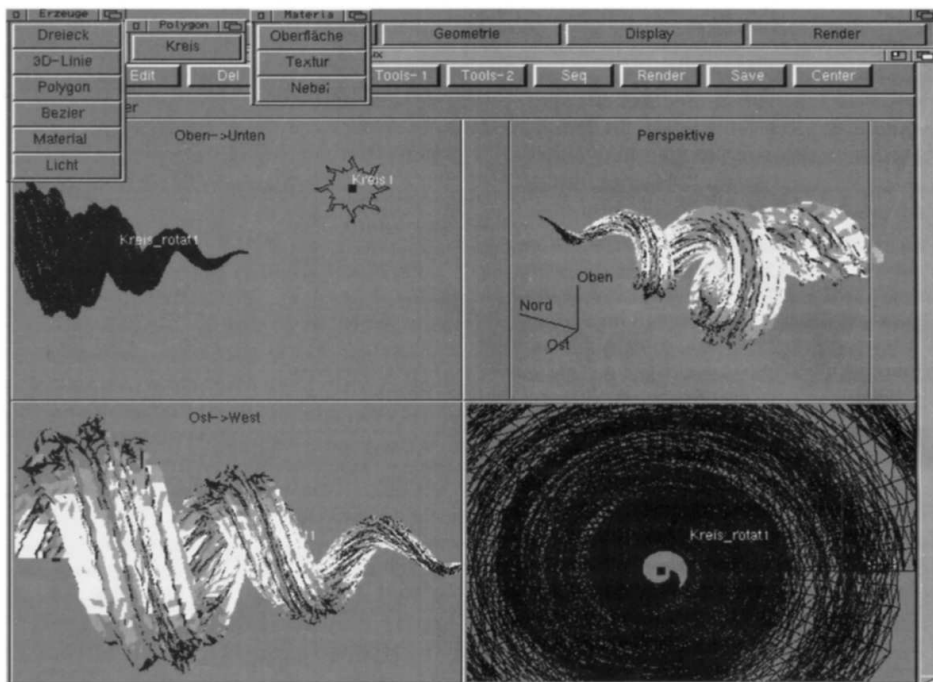 Erzeuge
Polygon
Materia
Dreieck
Kreis
Oberfläche
Geometrie
Display
Render
3D-Linie
Textur
Edit
Del
Tools-1
Tools-2
Seq
Render
Save
Center
Polygon
Nebel
Bezier
er
Material
Licht
Oben->Unten
Perspektive
Kreis1
Kreis_rotat1
Oben
Nord
Ost
Ost->West
Kreis_rotat1